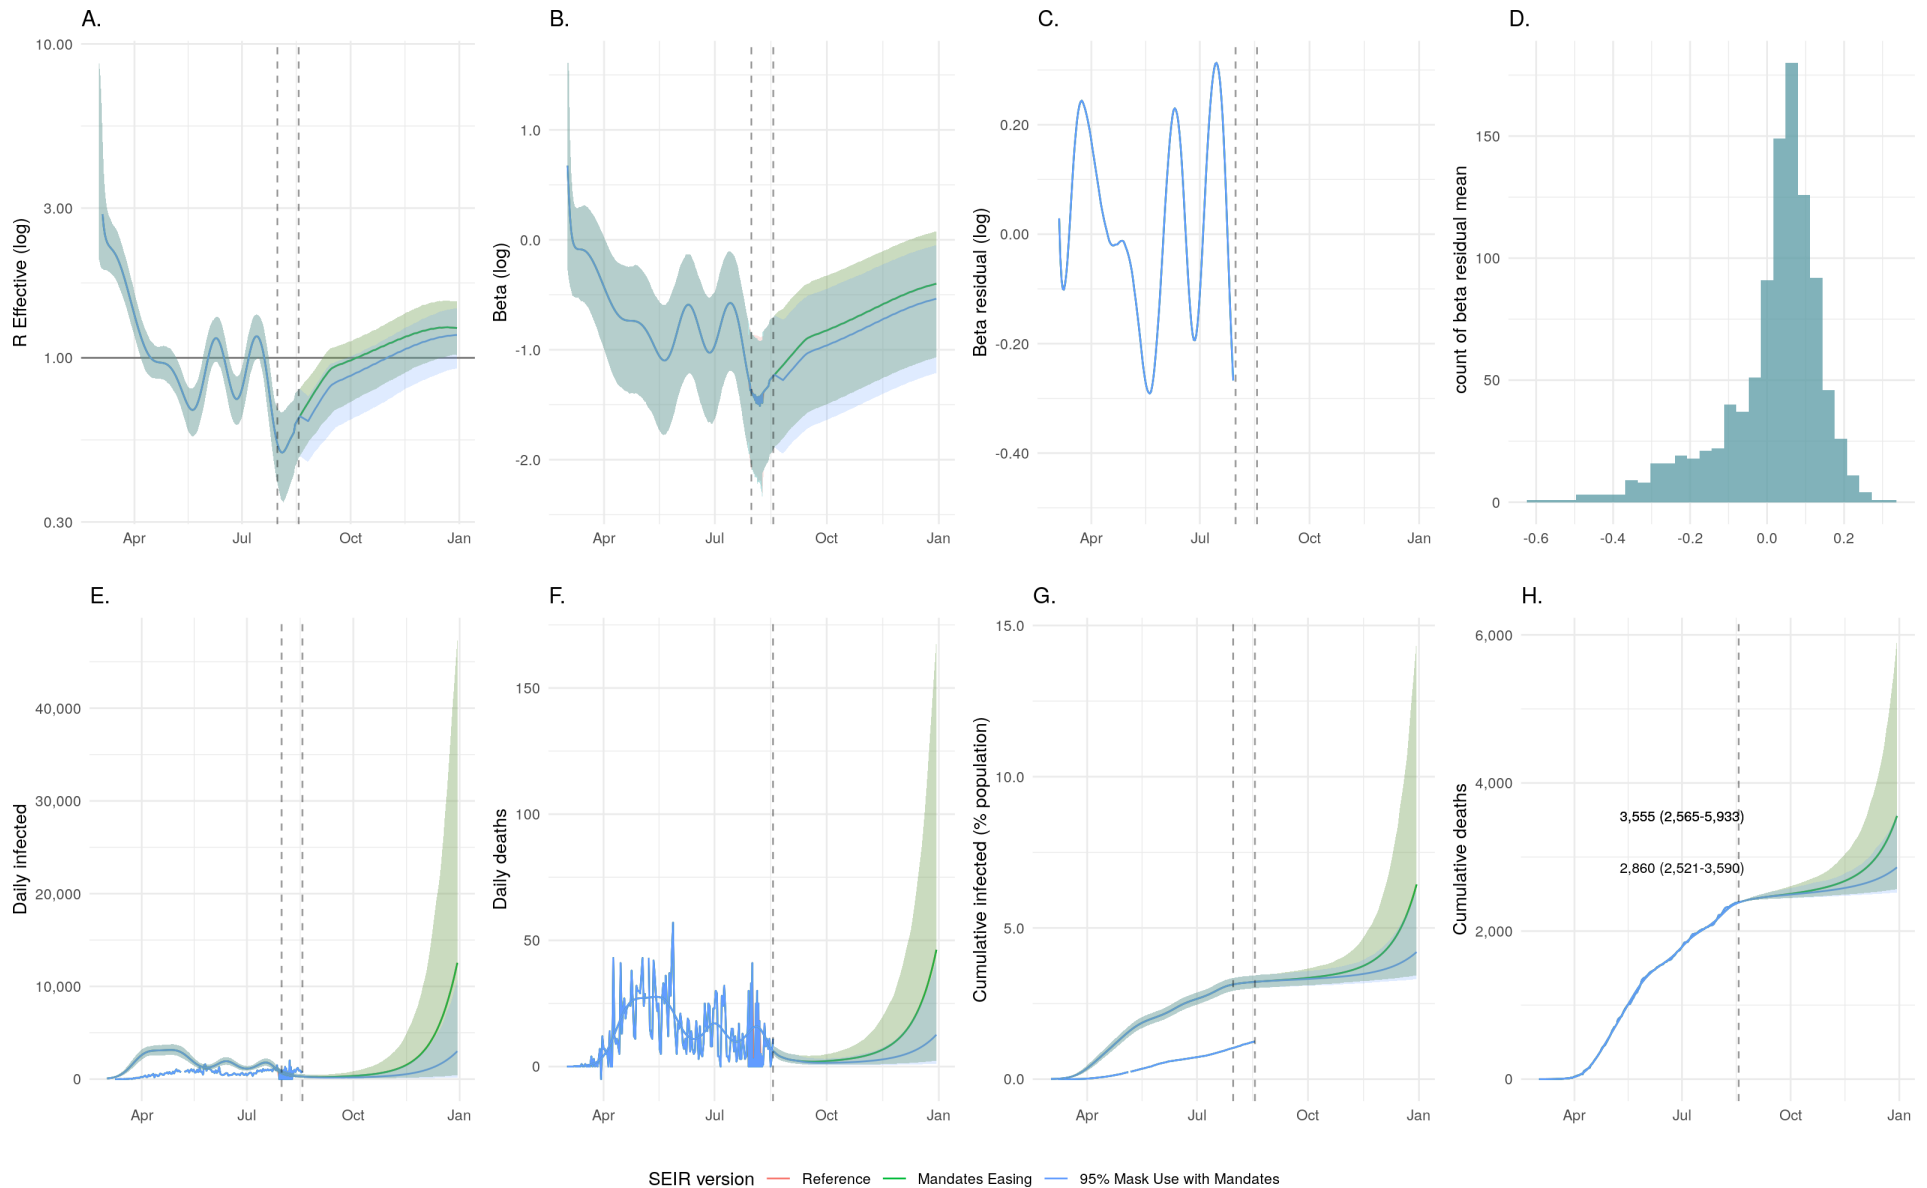 A.
B.
C.
D.
R Effective (log)
10.00
3.00
1.00
0.30
Apr
Jul
Oct
Jan
Beta (log)
1.0
0.0
-1.0
-2.0
Apr
Jul
Oct
Jan
Beta residual (log)
0.20
0.00
-0.20
-0.40
Apr
Jul
Oct
Jan
count of beta residual mean
150
100
50
0
-0.6
-0.4
-0.2
0.0
0.2
E.
F.
G.
H.
Daily infected
40,000
30,000
20,000
10,000
0
Apr
Jul
Oct
Jan
Daily deaths
150
100
50
0
Apr
Jul
Oct
Jan
Cumulative infected (% population)
15.0
10.0
5.0
0.0
Apr
Jul
Oct
Jan
Cumulative deaths
6,000
4,000
2,000
0
3,555 (2,565-5,933)
2,860 (2,521-3,590)
Apr
Jul
Oct
Jan
SEIR version
Reference
Mandates Easing
95% Mask Use with Mandates